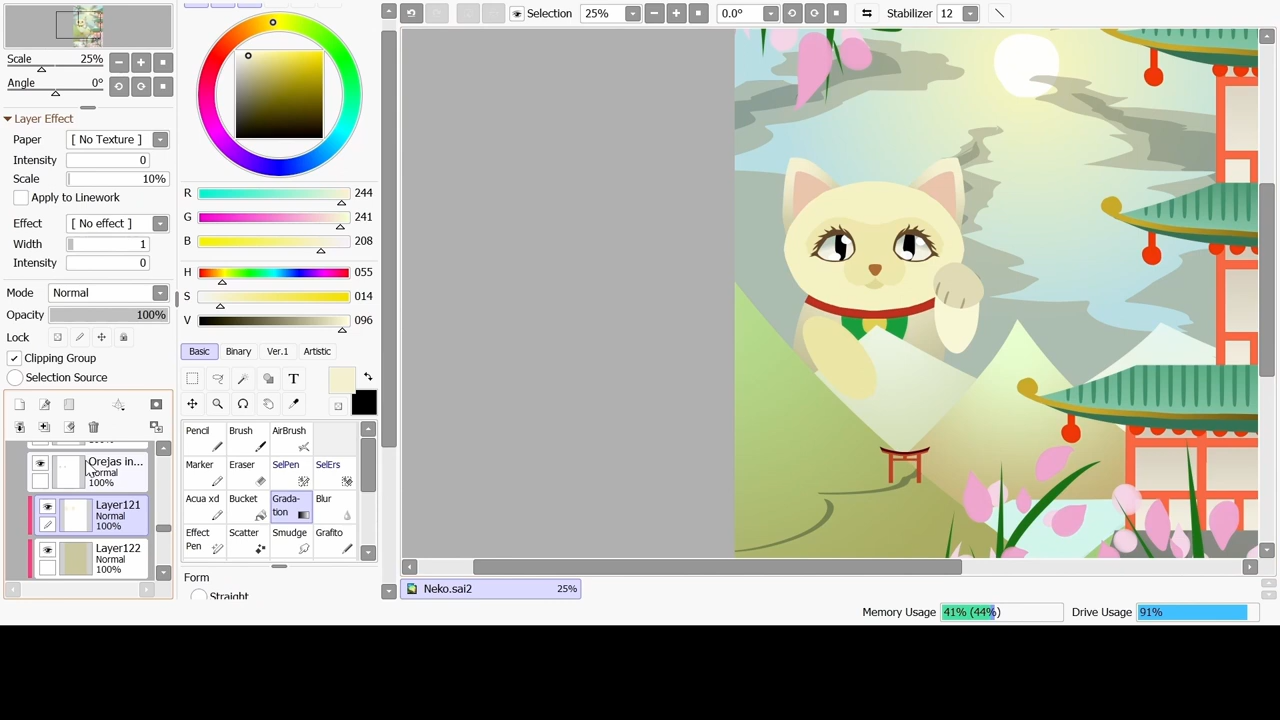 Selection 25% 0.0° Stabilizer 12
Scale 25%
Angle 0°
Layer Effect
Paper [ No Texture ]
Intensity 0
Scale 10%
Apply to Linework
Effect [ No effect ]
Width 1
Intensity 0
Mode Normal
Opacity 100%
Lock
Clipping Group
Selection Source
Orejas in...
Normal
100%
Layer121
Normal
100%
Layer122
Normal
100%
R 244
G 241
B 208
H 055
S 014
V 096
Basic Binary Ver.1 Artistic
T
Pencil Brush AirBrush
Marker Eraser SelPen SelErs
Acua xd Bucket Grada-
tion Blur
Effect
Pen Scatter Smudge Grafito
Form
Straight
Neko.sai2 25%
Memory Usage 41% (44%) Drive Usage 91%